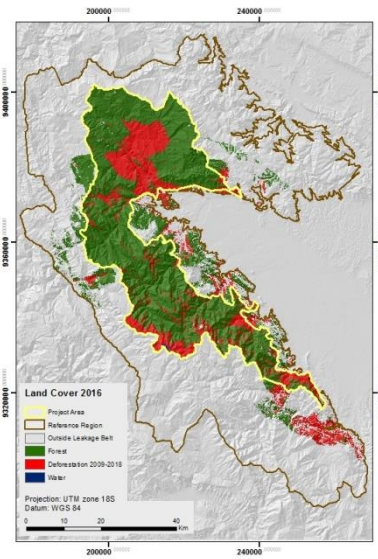 200000 240000
9400000
9360000
9320000
Land Cover 2016
Project Area
Reference Region
Outside Leakage Belt
Forest
Deforestation 2009-2018
Water
Projection: UTM zone 18S
Datum: WGS 84
0 10 20 40
Km
200000 240000